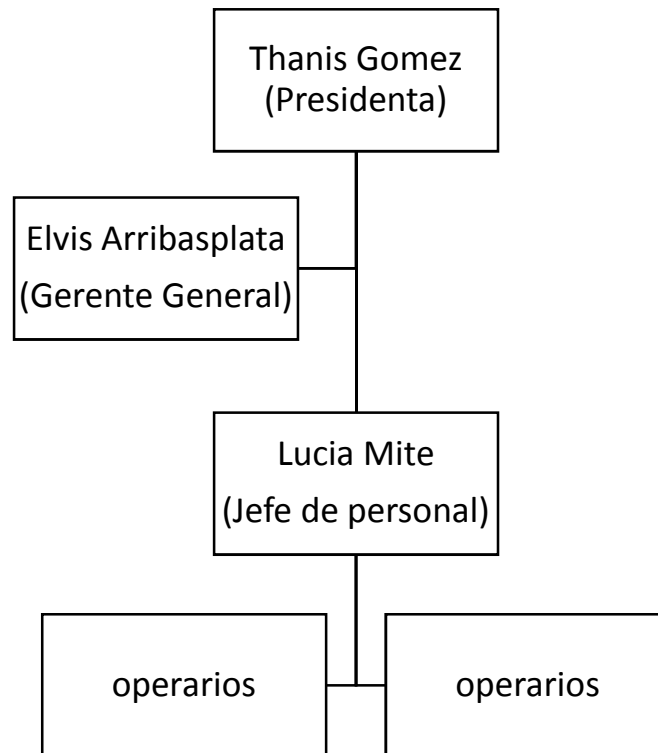 Thanis Gomez
(Presidenta)
Elvis Arribasplata
(Gerente General)
Lucia Mite
(Jefe de personal)
operarios
operarios